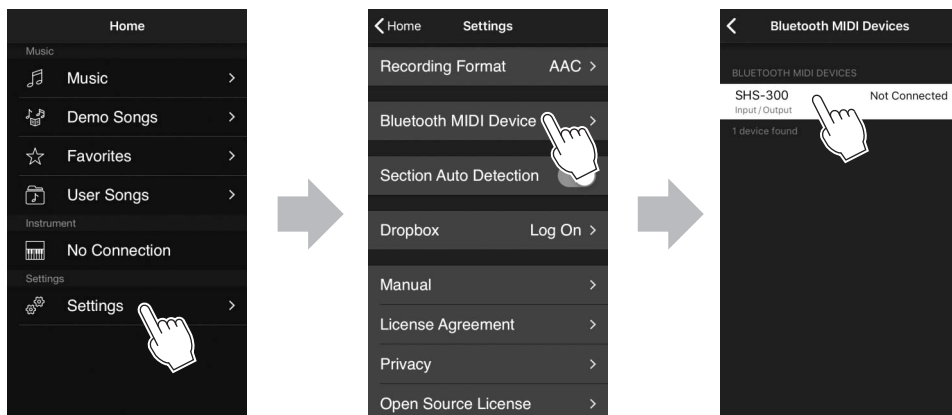 Home
Music
Music
Demo Songs
Favorites
User Songs
Instrument
No Connection
Settings
Settings
Home Settings
Recording Format AAC
Bluetooth MIDI Device
Section Auto Detection
Dropbox Log On
Manual
License Agreement
Privacy
Open Source License
Bluetooth MIDI Devices
BLUETOOTH MIDI DEVICES
SHS-300 Not Connected
Input / Output
1 device found